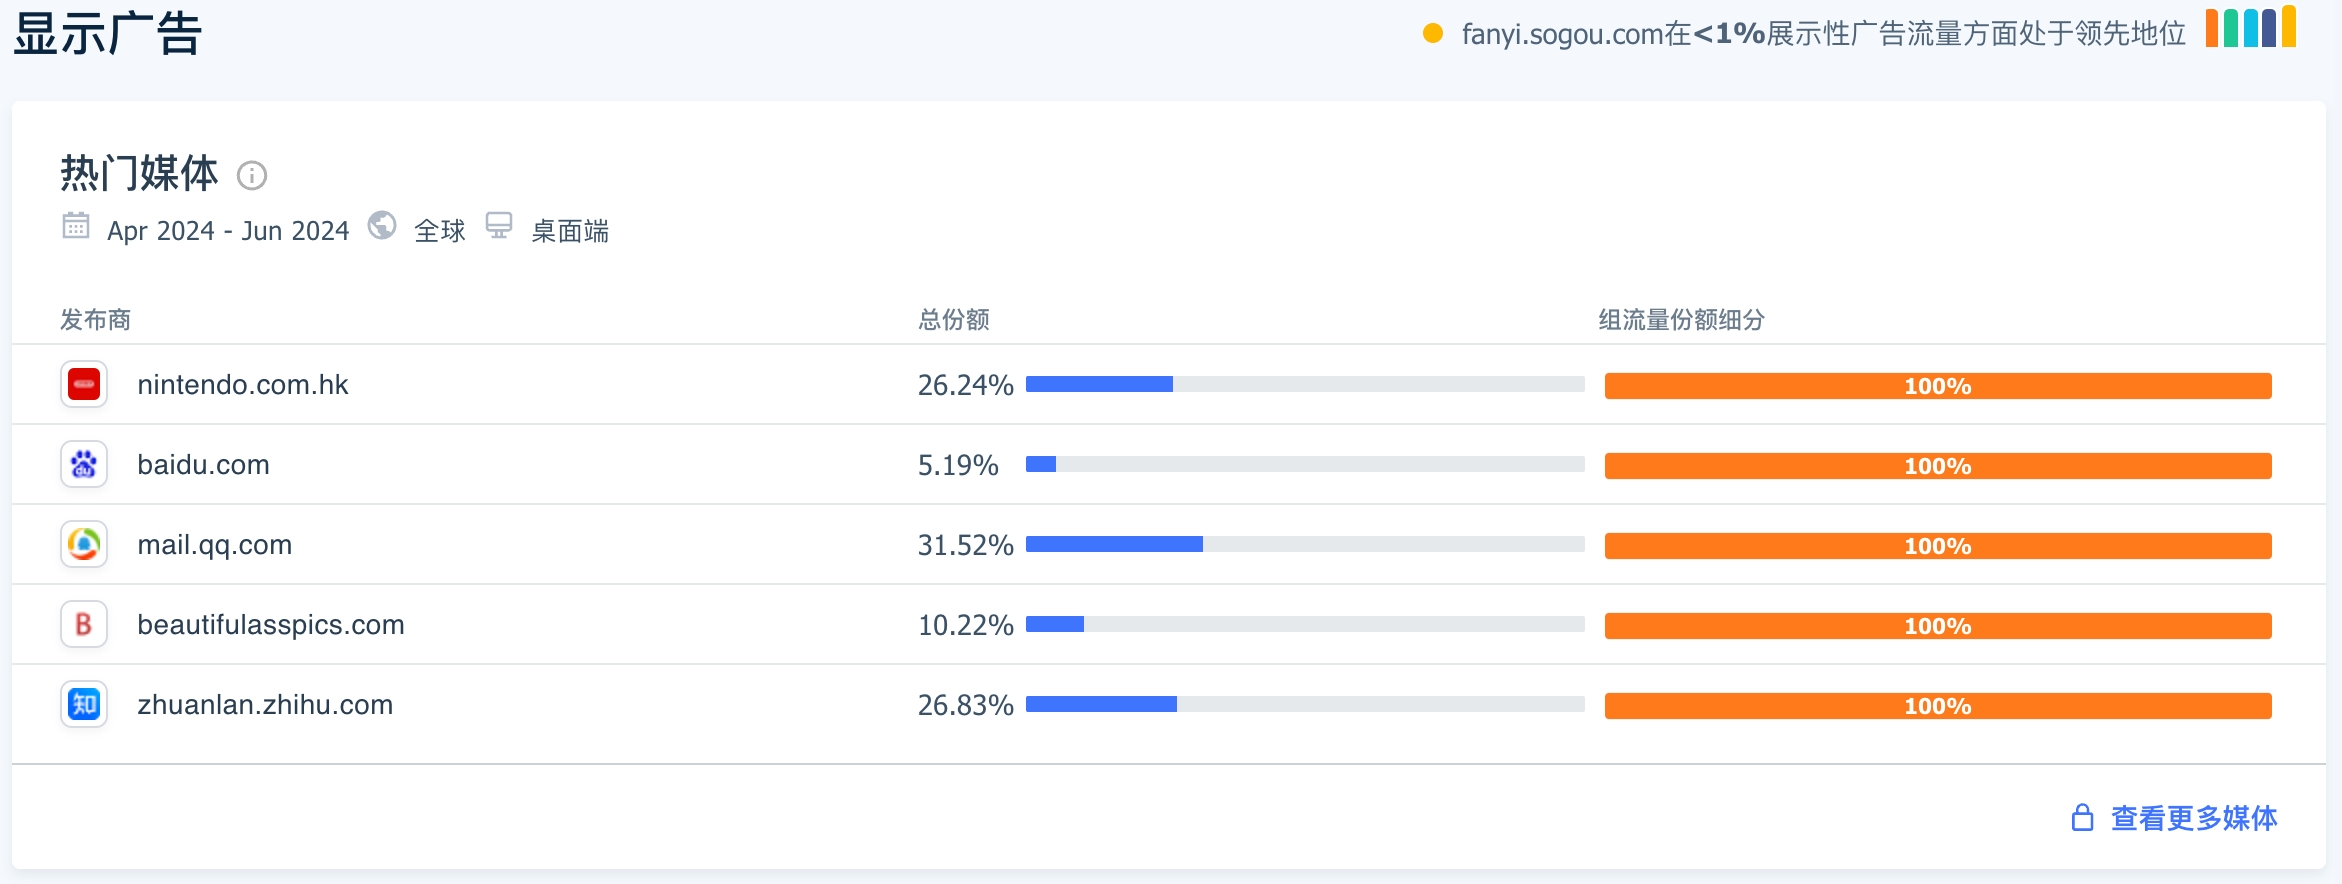 显示广告
fanyi.sogou.com在<1%展示性广告流量方面处于领先地位
热门媒体
Apr 2024 - Jun 2024 全球 桌面端
发布商 总份额 组流量份额细分
nintendo.com.hk 26.24% 100%
baidu.com 5.19% 100%
mail.qq.com 31.52% 100%
B beautifulasspics.com 10.22% 100%
知 zhuanlan.zhihu.com 26.83% 100%
查看更多媒体